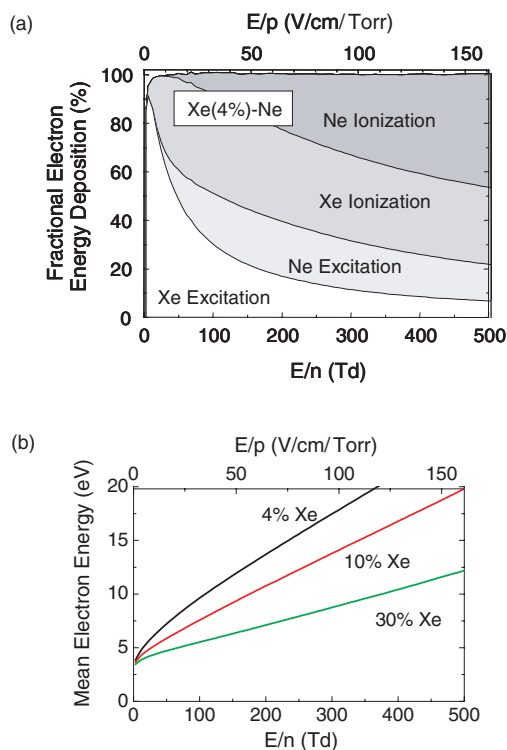 (a)
E/p (V/cm/Torr)
0 50 100 150
Fractional Electron
Energy Deposition (%)
100
80
60
40
20
0
Xe(4%)-Ne
Ne Ionization
Xe Ionization
Ne Excitation
Xe Excitation
0 100 200 300 400 500
E/n (Td)
(b)
E/p (V/cm/Torr)
0 50 100 150
Mean Electron Energy (eV)
20
15
10
5
0
4% Xe
10% Xe
30% Xe
0 100 200 300 400 500
E/n (Td)